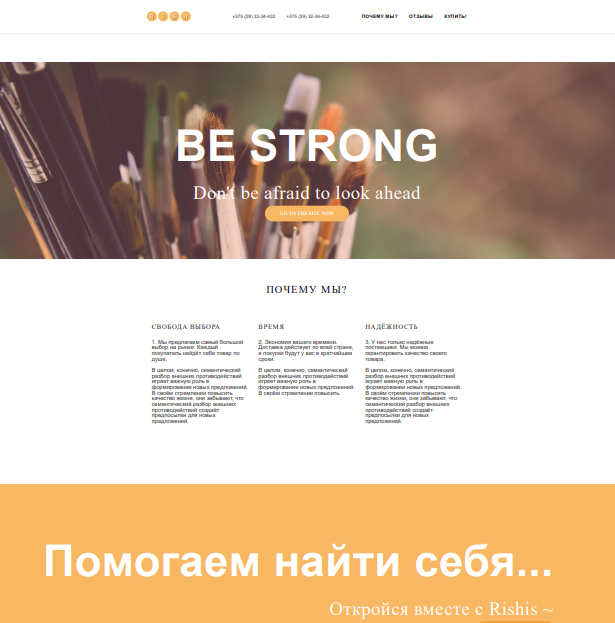 +375 (29) 32-34-432 +375 (29) 32-34-432 ПОЧЕМУ МЫ? ОТЗЫВЫ КУПИТЬ!
BE STRONG
Don't be afraid to look ahead
GO TO THE SITE NOW
ПОЧЕМУ МЫ?
СВОБОДА ВЫБОРА
1. Мы предлагаем самый большой
выбор на рынке. Каждый
покупатель найдёт себе товар по
душе.
В целом, конечно, семантический
разбор внешних противодействий
играет важную роль в
формировании новых предложений.
В своём стремлении повысить
качество жизни, они забывают, что
семантический разбор внешних
противодействий создаёт
предпосылки для новых
предложений.
ВРЕМЯ
2. Экономия вашего времени.
Доставка действует по всей стране,
а покупки будут у вас в кратчайшие
сроки.
В целом, конечно, семантический
разбор внешних противодействий
играет важную роль в
формировании новых предложений.
В своём стремлении повысить.
НАДЁЖНОСТЬ
3. У нас только надёжные
поставщики. Мы можем
гарантировать качество своего
товара.
В целом, конечно, семантический
разбор внешних противодействий
играет важную роль в
формировании новых предложений.
В своём стремлении повысить
качество жизни, они забывают, что
семантический разбор внешних
противодействий создаёт
предпосылки для новых
предложений.
Помогаем найти себя...
Откройся вместе с Rishis ~